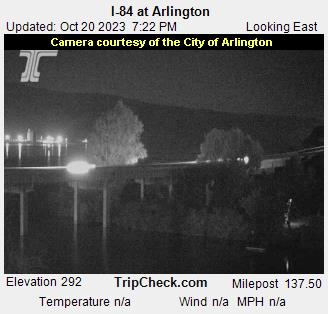 I-84 at Arlington
Updated: Oct 20 2023 7:22 PM Looking East
Camera courtesy of the City of Arlington
Elevation 292 TripCheck.com Milepost 137.50
Temperature n/a Wind n/a MPH n/a